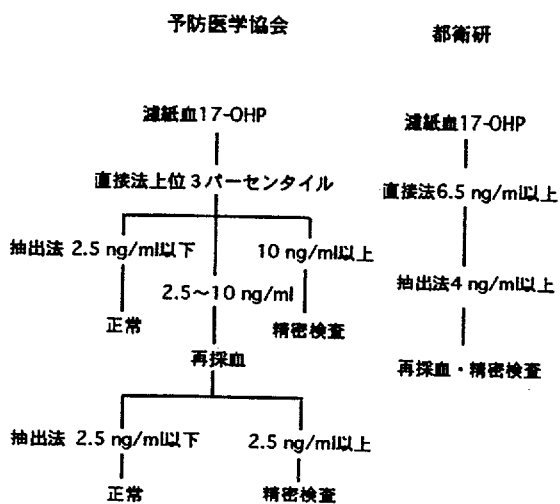 予防医学協会
濾紙血17-OHP
直接法上位3パーセンタイル
抽出法 2.5 ng/ml以下
10 ng/ml以上
2.5〜10 ng/ml
正常
精密検査
再採血
抽出法 2.5 ng/ml以下
2.5 ng/ml以上
正常
精密検査
都衛研
濾紙血17-OHP
直接法6.5 ng/ml以上
抽出法4 ng/ml以上
再採血・精密検査